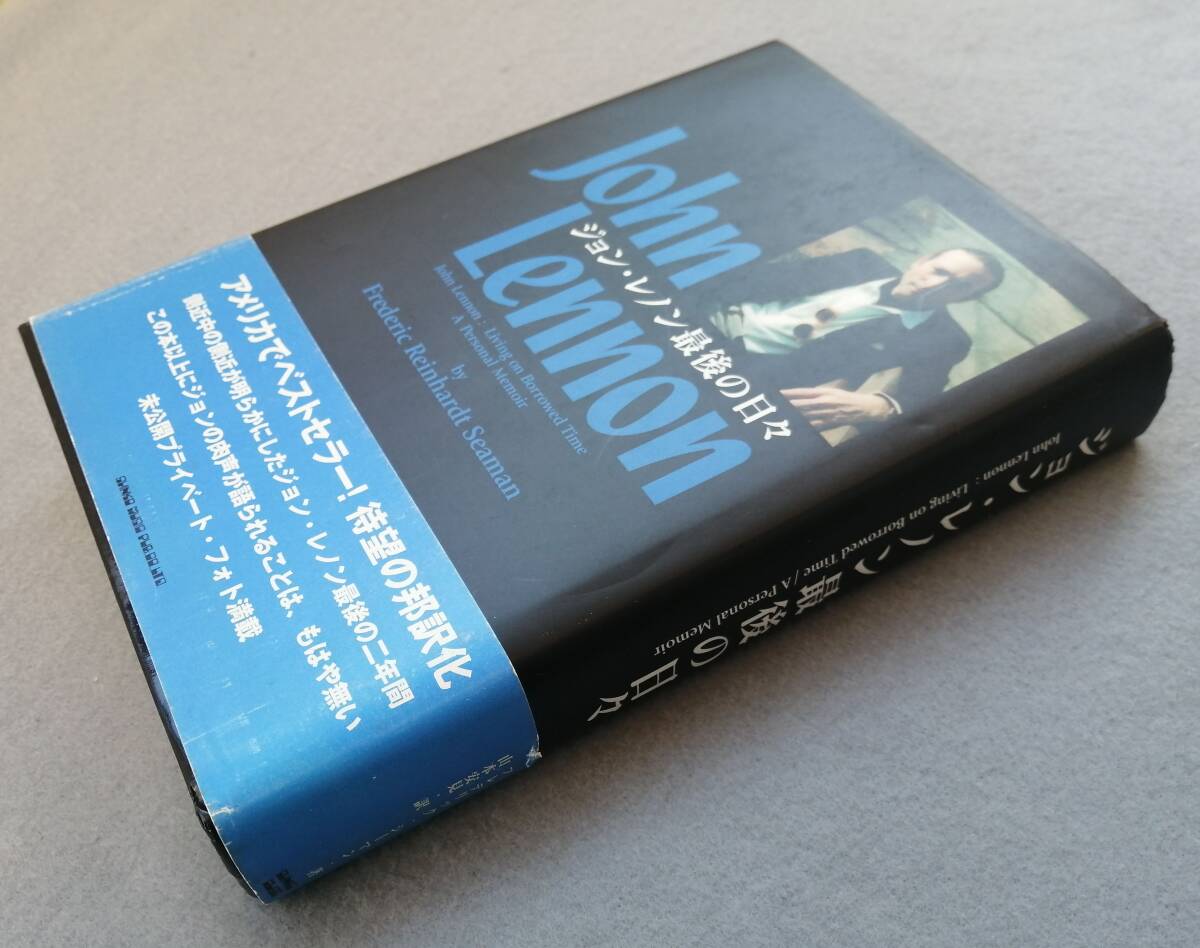 John
Lennon
ジョン・レノン 最後の日々
John Lennon : Living on Borrowed Time
A Personal Memoir
by
Frederic Reinhardt Seaman
アメリカでベストセラー! 待望の邦訳化
側近中の側近が明らかにしたジョン・レノン最後の二年間
この本以上にジョンの肉声が語られることは、もはや無い
未公開プライベート・フォト満載
ジョン・レノン 最後の日々
John Lennon : Living on Borrowed Time / A Personal Memoir
山本安見・訳